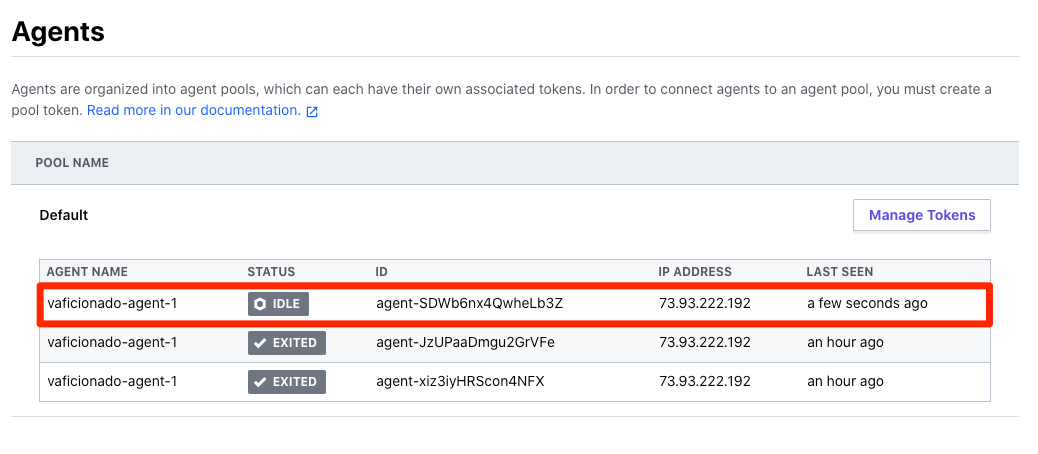 Agents
Agents are organized into agent pools, which can each have their own associated tokens. In order to connect agents to an agent pool, you must create a
pool token. Read more in our documentation.
POOL NAME
Default
Manage Tokens
AGENT NAME STATUS ID IP ADDRESS LAST SEEN
vaficionado-agent-1 IDLE agent-SDWb6nx4QwheLb3Z 73.93.222.192 a few seconds ago
vaficionado-agent-1 EXITED agent-JzUPaaDmgu2GrVFe 73.93.222.192 an hour ago
vaficionado-agent-1 EXITED agent-xiz3iyHRScon4NFX 73.93.222.192 an hour ago